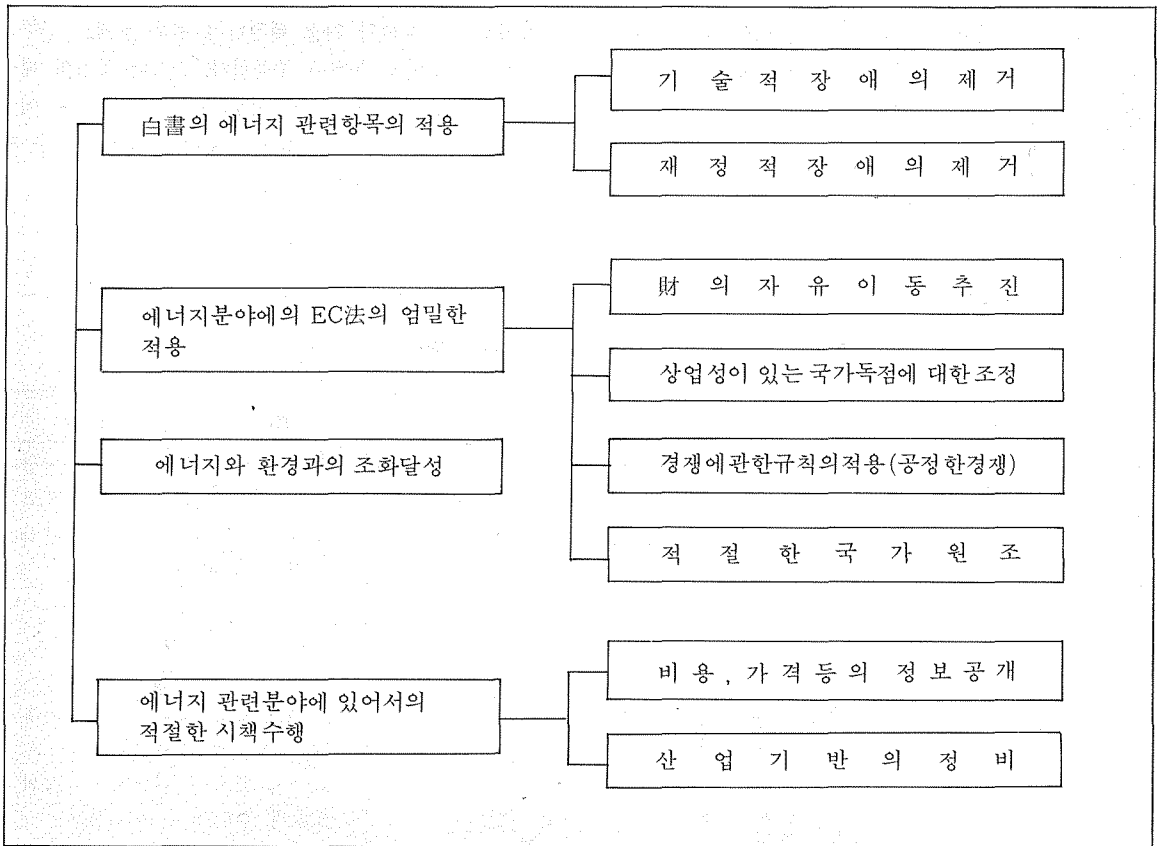 白書의 에너지 관련항목의 적용
기술적장애의제거
재정적장애의제거
에너지분야에의 EC法의 엄밀한
적용
財의자유이동추진
상업성이 있는 국가독점에 대한 조정
경쟁에관한규칙의적용(공정한경쟁)
적절한국가원조
에너지와 환경과의 조화달성
에너지 관련분야에 있어서의
적절한 시책수행
비용, 가격등의 정보공개
산업기반의정비